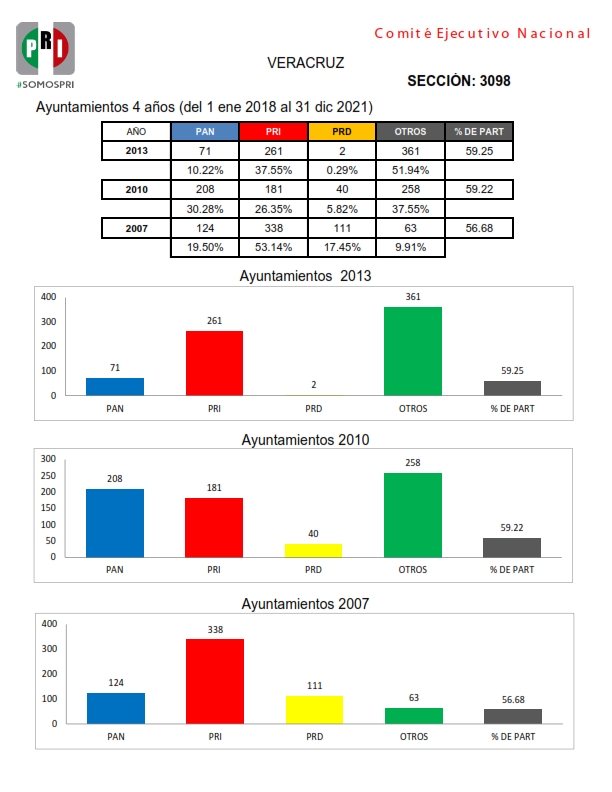 Comité Ejecutivo Nacional
PRI
#SOMOSPRI
VERACRUZ
SECCIÓN: 3098
Ayuntamientos 4 años (del 1 ene 2018 al 31 dic 2021)
AÑO PAN PRI PRD OTROS % DE PART
2013 71 261 2 361 59.25
10.22% 37.55% 0.29% 51.94%
2010 208 181 40 258 59.22
30.28% 26.35% 5.82% 37.55%
2007 124 338 111 63 56.68
19.50% 53.14% 17.45% 9.91%
Ayuntamientos 2013
400
300
200
100
0
71
261
2
361
59.25
PAN PRI PRD OTROS % DE PART
Ayuntamientos 2010
300
250
200
150
100
50
0
208
181
40
258
59.22
PAN PRI PRD OTROS % DE PART
Ayuntamientos 2007
400
300
200
100
0
124
338
111
63
56.68
PAN PRI PRD OTROS % DE PART